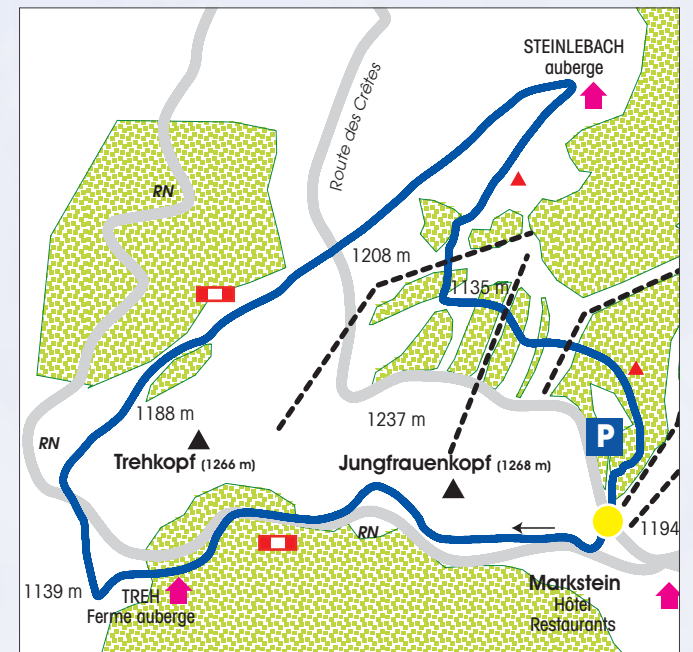 STEINLEBACH
auberge
Route des Crêtes
RN
1208 m
1135 m
1188 m
1237 m
P
RN
Trehkopf (1266 m)
Jungfrauenkopf (1268 m)
RN
1194
1139 m
TREH
Ferme auberge
Markstein
Hôtel
Restaurants